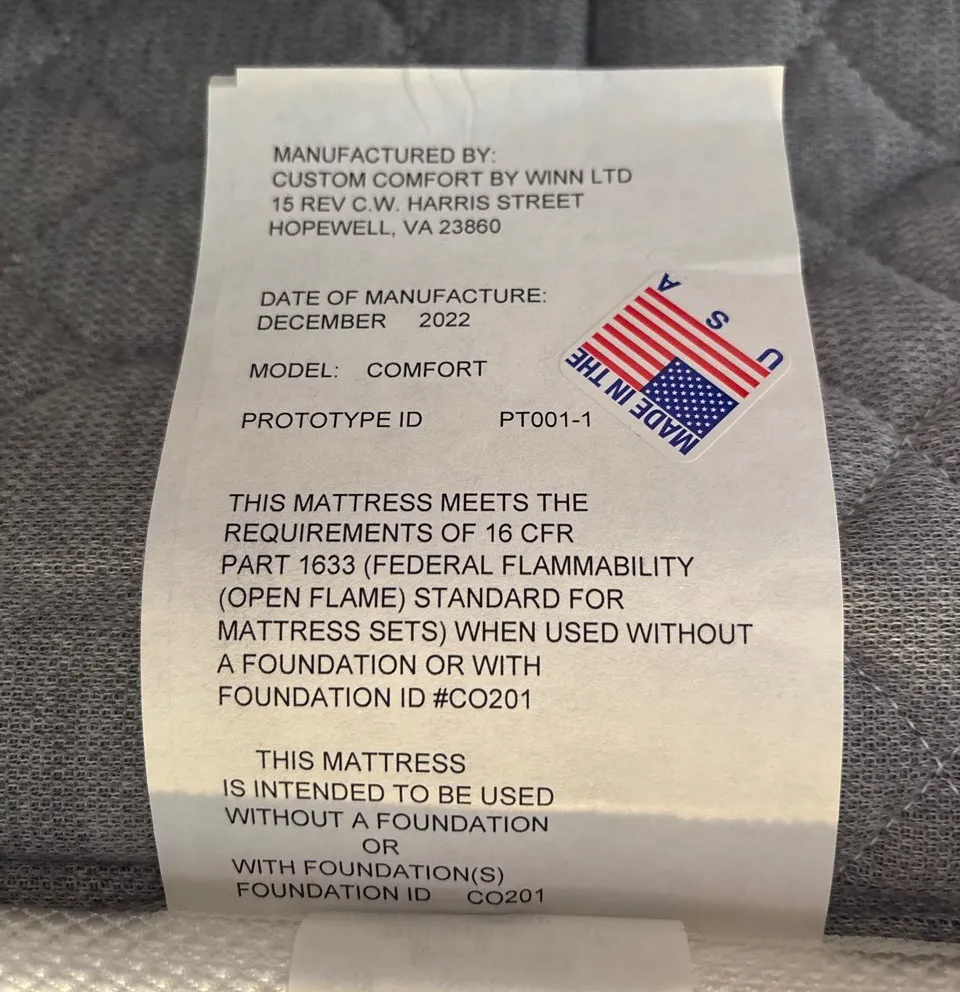 MANUFACTURED BY:
CUSTOM COMFORT BY WINN LTD
15 REV C.W. HARRIS STREET
HOPEWELL, VA 23860
DATE OF MANUFACTURE:
DECEMBER 2022
MODEL: COMFORT
PROTOTYPE ID PT001-1
MADE IN THE
U S A
THIS MATTRESS MEETS THE
REQUIREMENTS OF 16 CFR
PART 1633 (FEDERAL FLAMMABILITY
(OPEN FLAME) STANDARD FOR
MATTRESS SETS) WHEN USED WITHOUT
A FOUNDATION OR WITH
FOUNDATION ID #CO201
THIS MATTRESS
IS INTENDED TO BE USED
WITHOUT A FOUNDATION
OR
WITH FOUNDATION(S)
FOUNDATION ID CO201